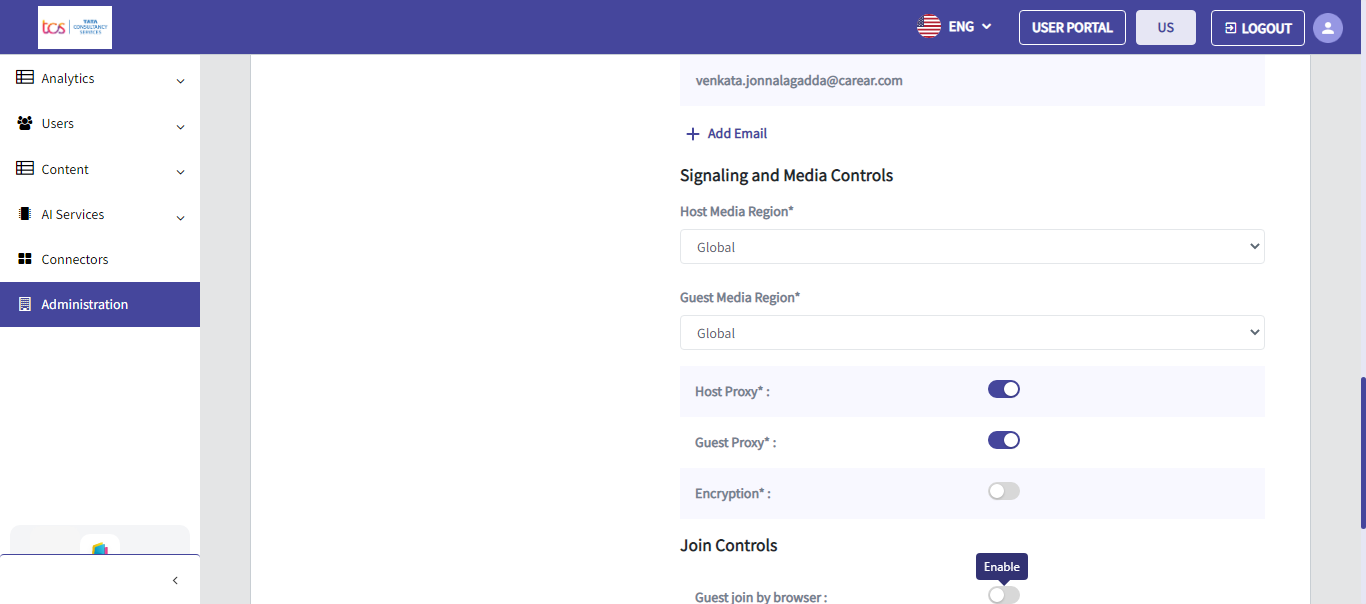 tcs
TATA
CONSULTANCY
SERVICES
ENG
USER PORTAL
US
LOGOUT
Analytics
Users
Content
AI Services
Connectors
Administration
venkata.jonnalagadda@carear.com
+ Add Email
Signaling and Media Controls
Host Media Region*
Global
Guest Media Region*
Global
Host Proxy* :
Guest Proxy* :
Encryption* :
Join Controls
Enable
Guest join by browser :